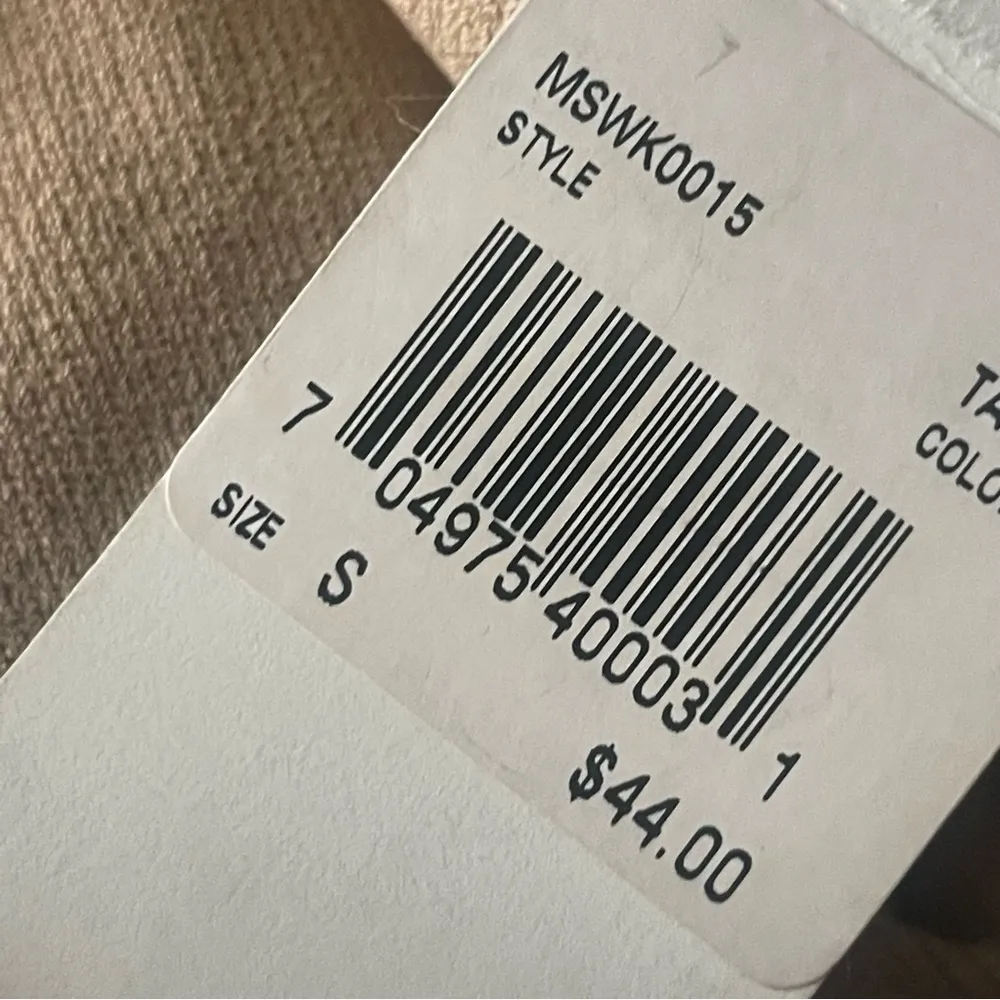 MSWK0015
STYLE
7 04975 40003 1
SIZE S
$44.00